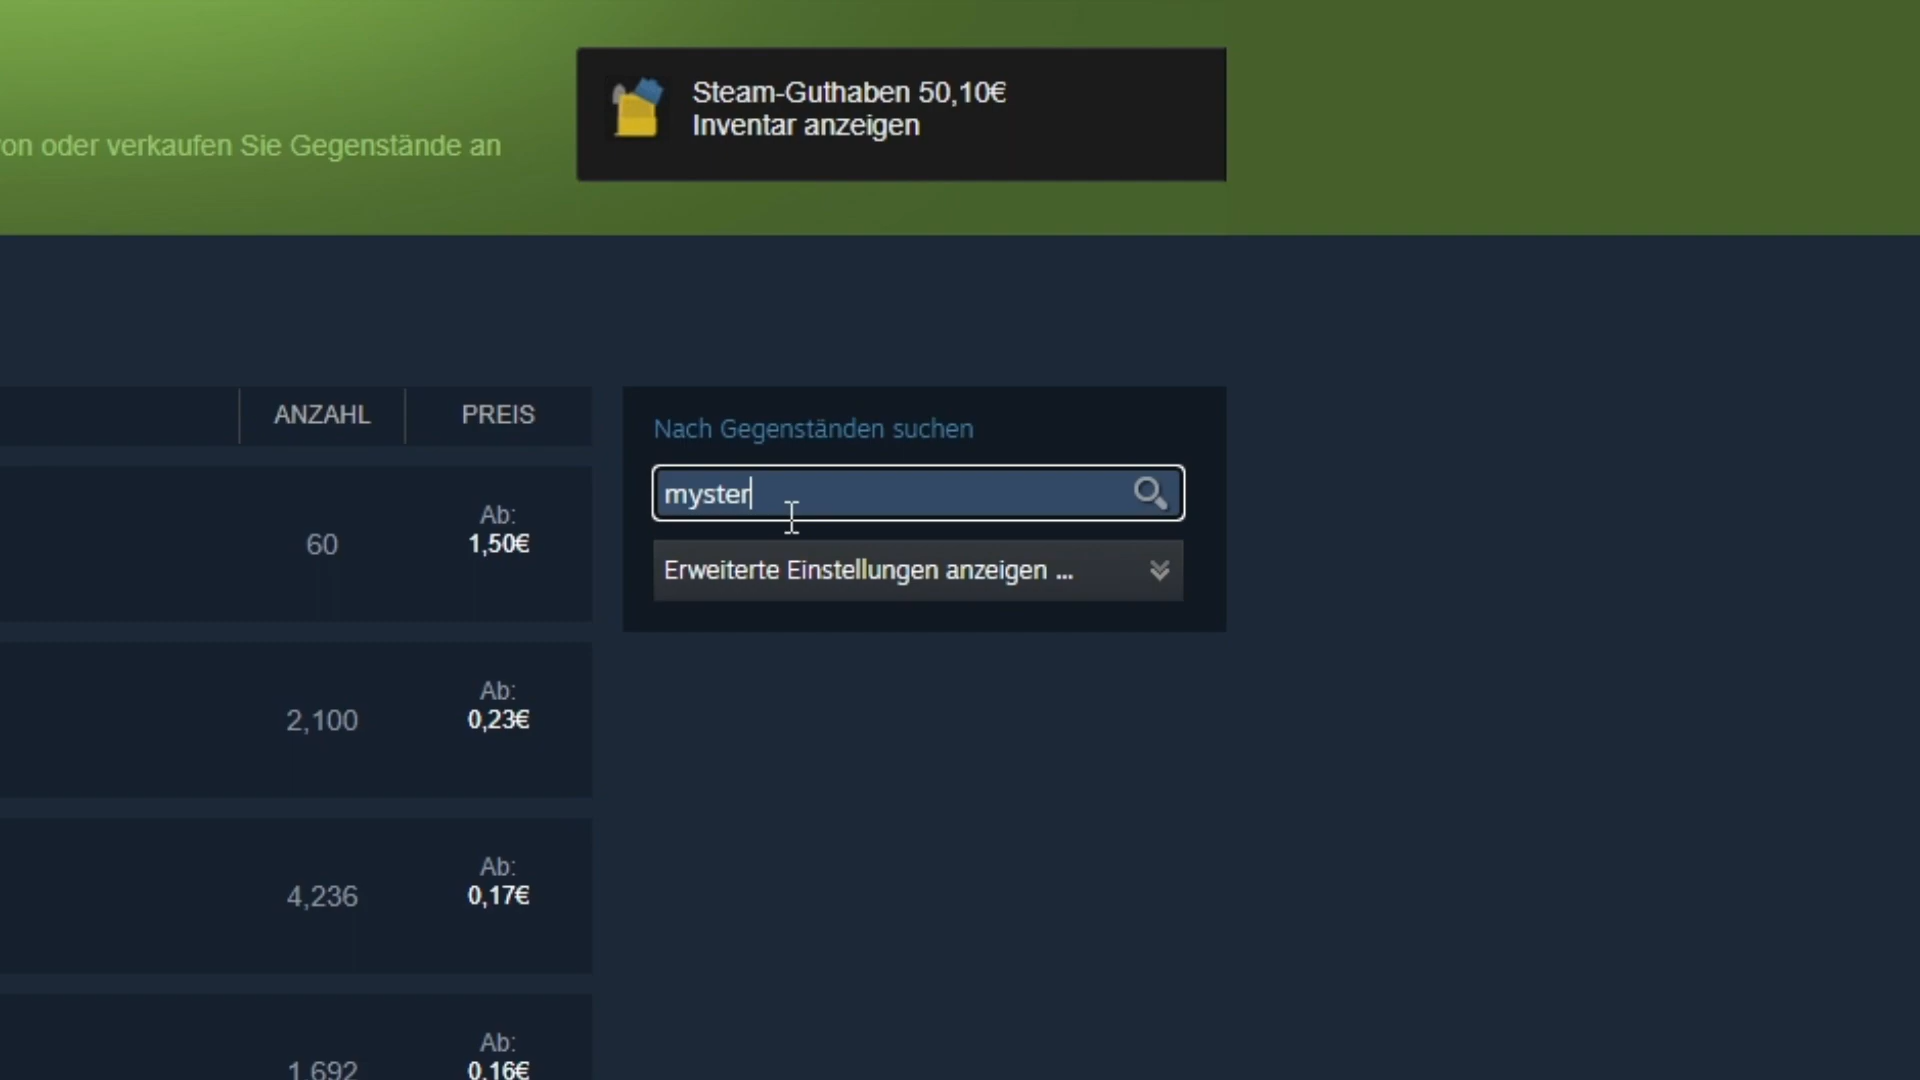 Steam-Guthaben 50,10€
Inventar anzeigen
von oder verkaufen Sie Gegenstände an
ANZAHL
PREIS
Nach Gegenständen suchen
myster
Erweiterte Einstellungen anzeigen ...
60
Ab:
1,50€
2,100
Ab:
0,23€
4,236
Ab:
0,17€
1,692
Ab:
0,16€